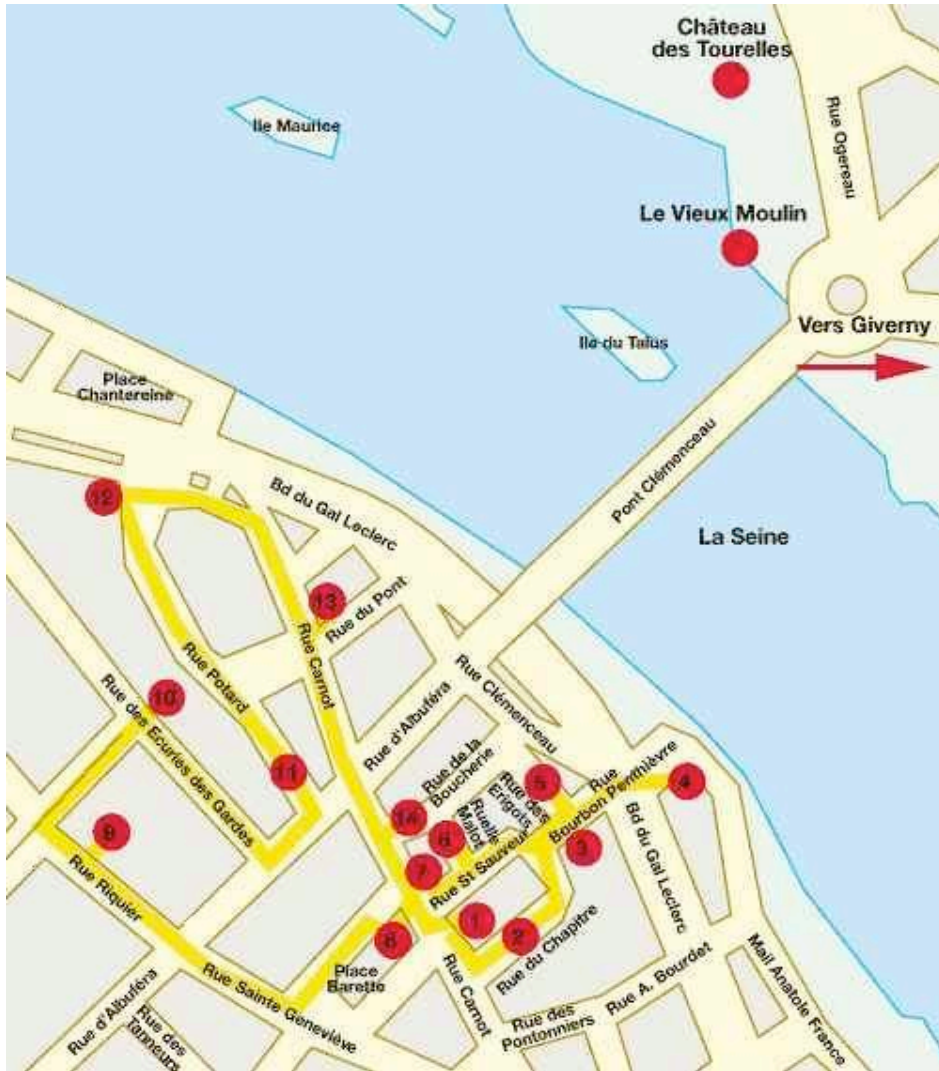 Château
des Tourelles
Rue Ogereau
Ile Maurice
Le Vieux Moulin
Vers Giverny
Ile du Talus
Place
Chantereine
Pont Clémenceau
12
Bd du Gal Leclerc
La Seine
13
Rue du Pont
Rue Carnot
Rue Potard
Rue Clémenceau
10
Rue des Ecuries des Gardes
Rue d'Albuféra
11
Rue de la
Boucherie
5
Rue des
Erigots
Ruelle
Malot
Rue
Bourbon Penthièvre
4
14
6
9
3
7
Rue St Sauveur
Bd du Gal Leclerc
Rue Riquier
1
2
8
Rue du Chapitre
Place
Barette
Rue Sainte Geneviève
Rue Carnot
Rue A. Bourdet
Mail Anatole France
Rue des
Pontonniers
Rue d'Albuféra
Rue des
Tanneurs